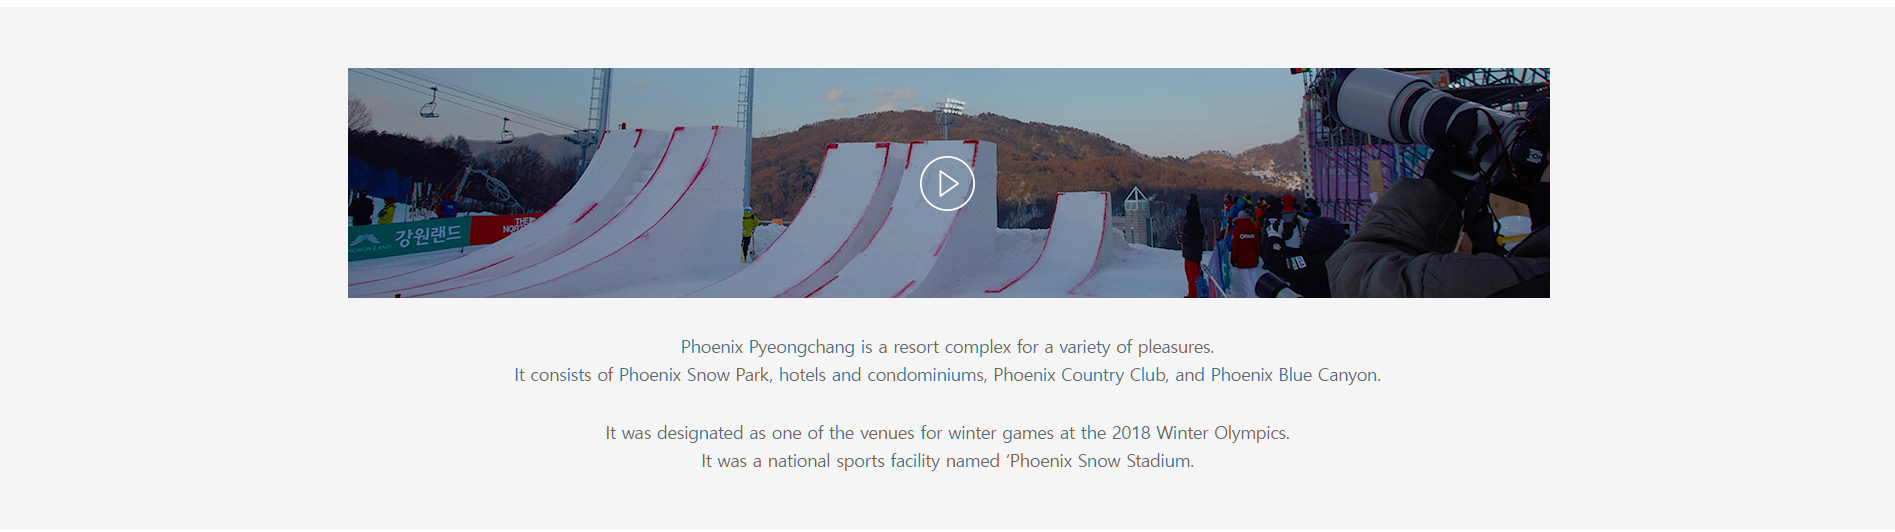 강원랜드
THE
Phoenix Pyeongchang is a resort complex for a variety of pleasures.
It consists of Phoenix Snow Park, hotels and condominiums, Phoenix Country Club, and Phoenix Blue Canyon.
It was designated as one of the venues for winter games at the 2018 Winter Olympics.
It was a national sports facility named ‘Phoenix Snow Stadium.